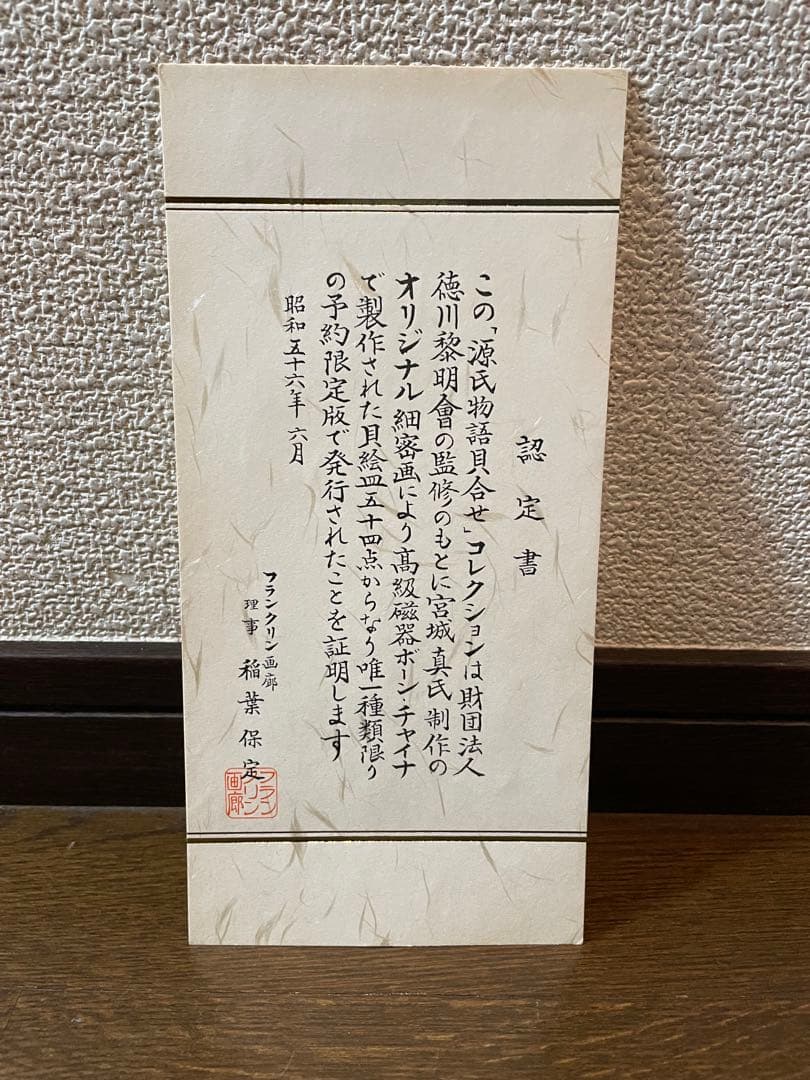 認定書
この「源氏物語貝合せ」コレクションは財団法人
徳川黎明會の監修のもとに宮城真氏制作の
オリジナル細密画により高級磁器ボーンチャイナ
で製作された貝絵皿五十四点からなり唯一種類限り
の予約限定版で発行されたことを証明します
昭和五十六年六月
フランクリン画廊
理事 稲葉保定
フランクリン画廊